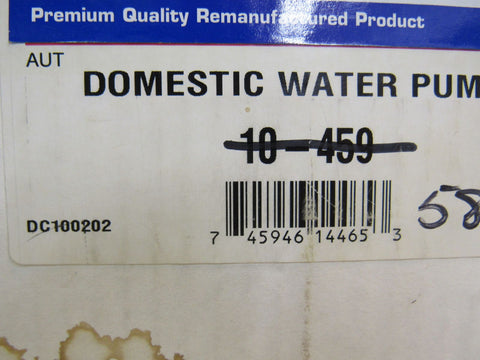 Premium Quality Remanufactured Product
AUT
DOMESTIC WATER PUM
10-459
58
DC100202
7 45946 14465 3